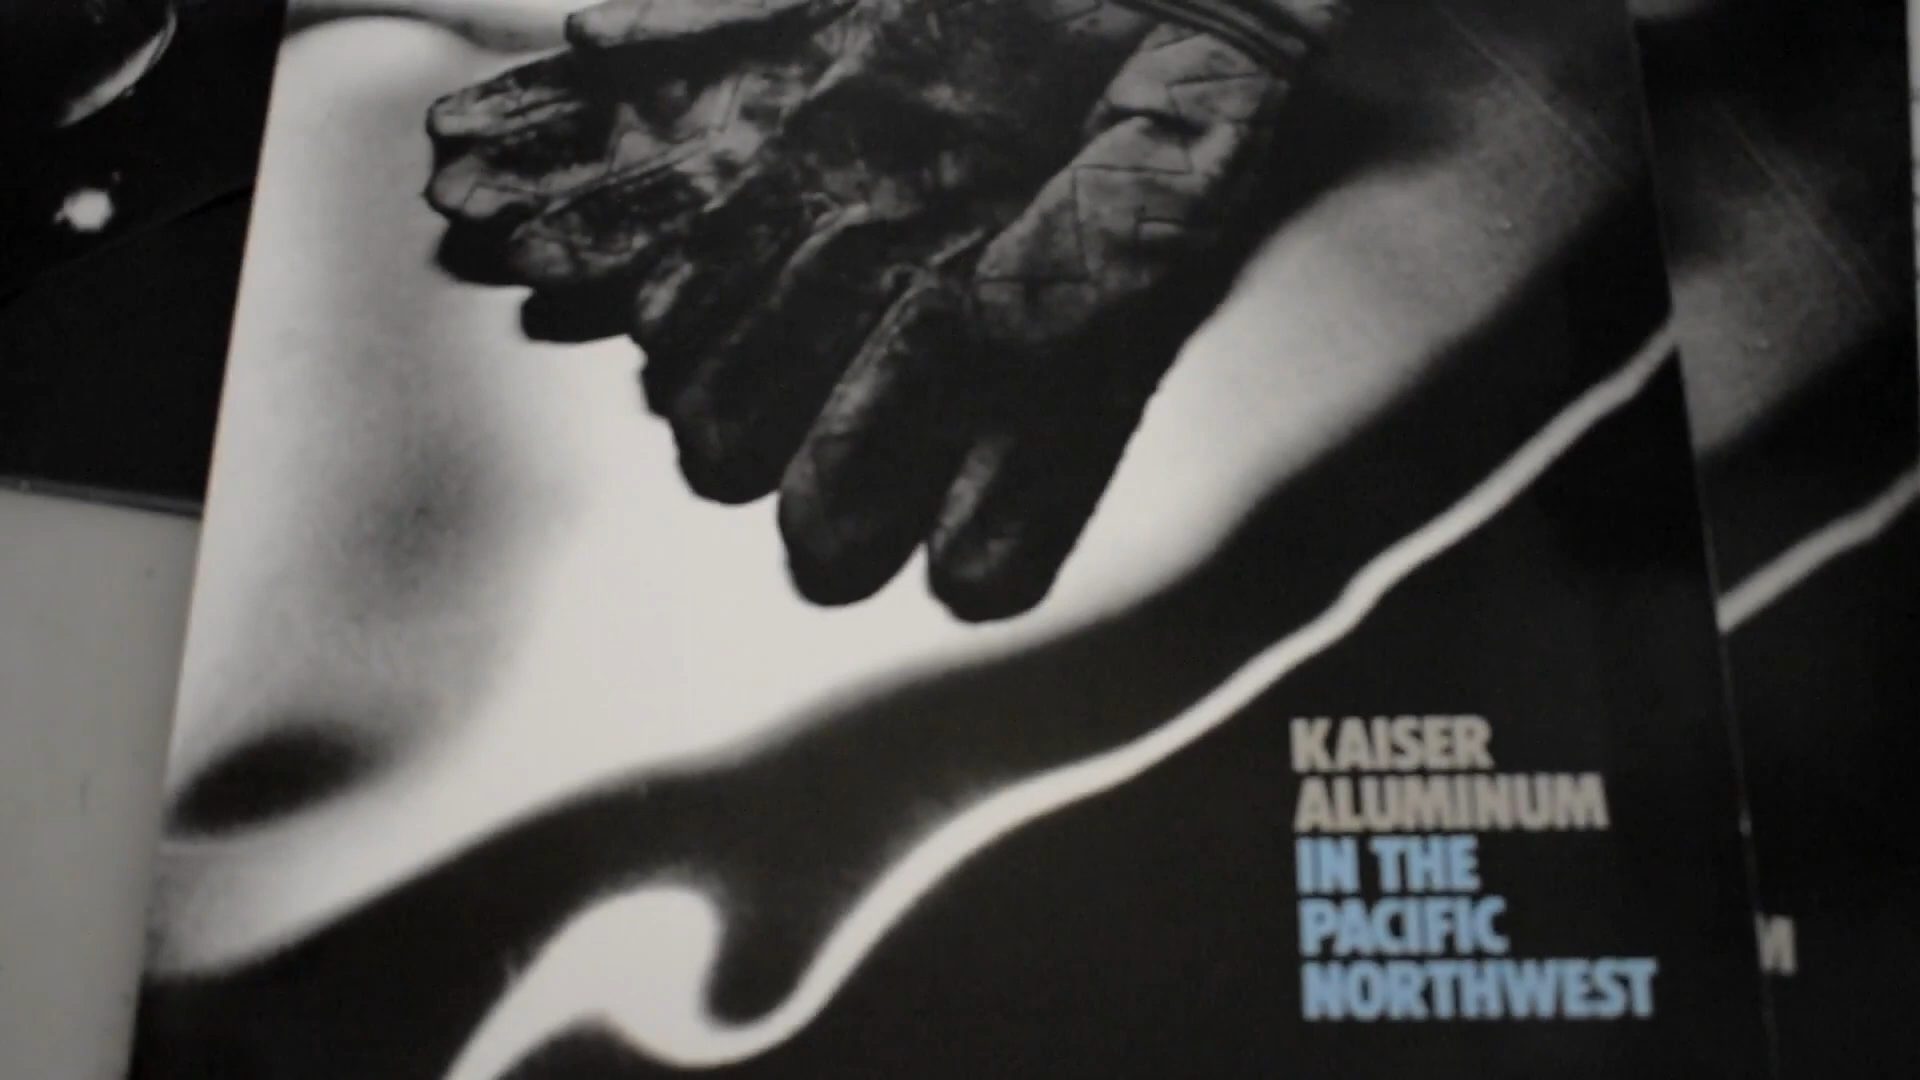 KAISER
ALUMINUM
IN THE
PACIFIC
NORTHWEST
M